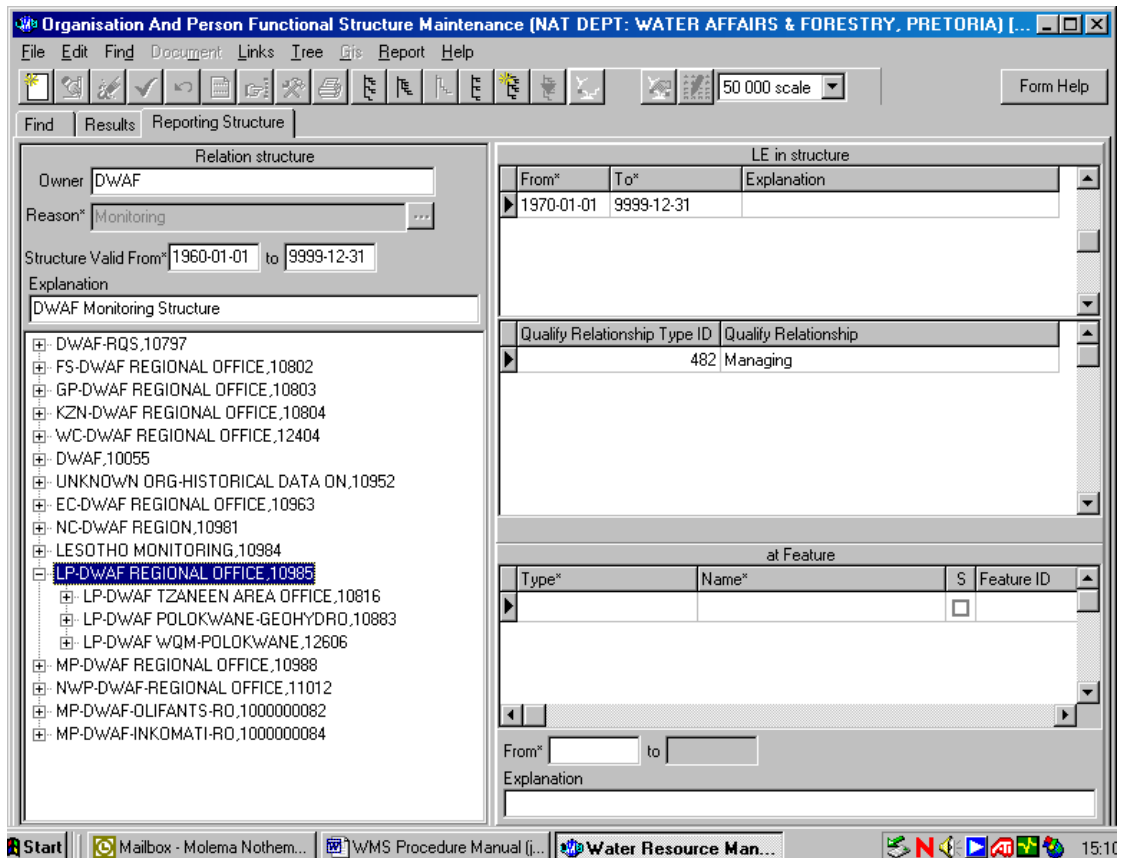 Organisation And Person Functional Structure Maintenance (NAT DEPT: WATER AFFAIRS & FORESTRY, PRETORIA) [...
File Edit Find Document Links Tree Gis Report Help
50 000 scale
Form Help
Find Results Reporting Structure
Relation structure
Owner DWAF
Reason* Monitoring ...
Structure Valid From* 1960-01-01 to 9999-12-31
Explanation
DWAF Monitoring Structure
DWAF-RQS,10797
FS-DWAF REGIONAL OFFICE,10802
GP-DWAF REGIONAL OFFICE,10803
KZN-DWAF REGIONAL OFFICE,10804
WC-DWAF REGIONAL OFFICE,12404
DWAF,10055
UNKNOWN ORG-HISTORICAL DATA ON,10952
EC-DWAF REGIONAL OFFICE,10963
NC-DWAF REGION,10981
LESOTHO MONITORING,10984
LP-DWAF REGIONAL OFFICE,10985
LP-DWAF TZANEEN AREA OFFICE,10816
LP-DWAF POLOKWANE-GEOHYDRO,10883
LP-DWAF WQM-POLOKWANE,12606
MP-DWAF REGIONAL OFFICE,10988
NWP-DWAF-REGIONAL OFFICE,11012
MP-DWAF-OLIFANTS-RO,1000000082
MP-DWAF-INKOMATI-RO,1000000084
LE in structure
From* To* Explanation
1970-01-01 9999-12-31
Qualify Relationship Type ID Qualify Relationship
482 Managing
at Feature
Type* Name* S Feature ID
From* to
Explanation
Start Mailbox - Molema Nothem... WMS Procedure Manual (j... Water Resource Man... 15:10